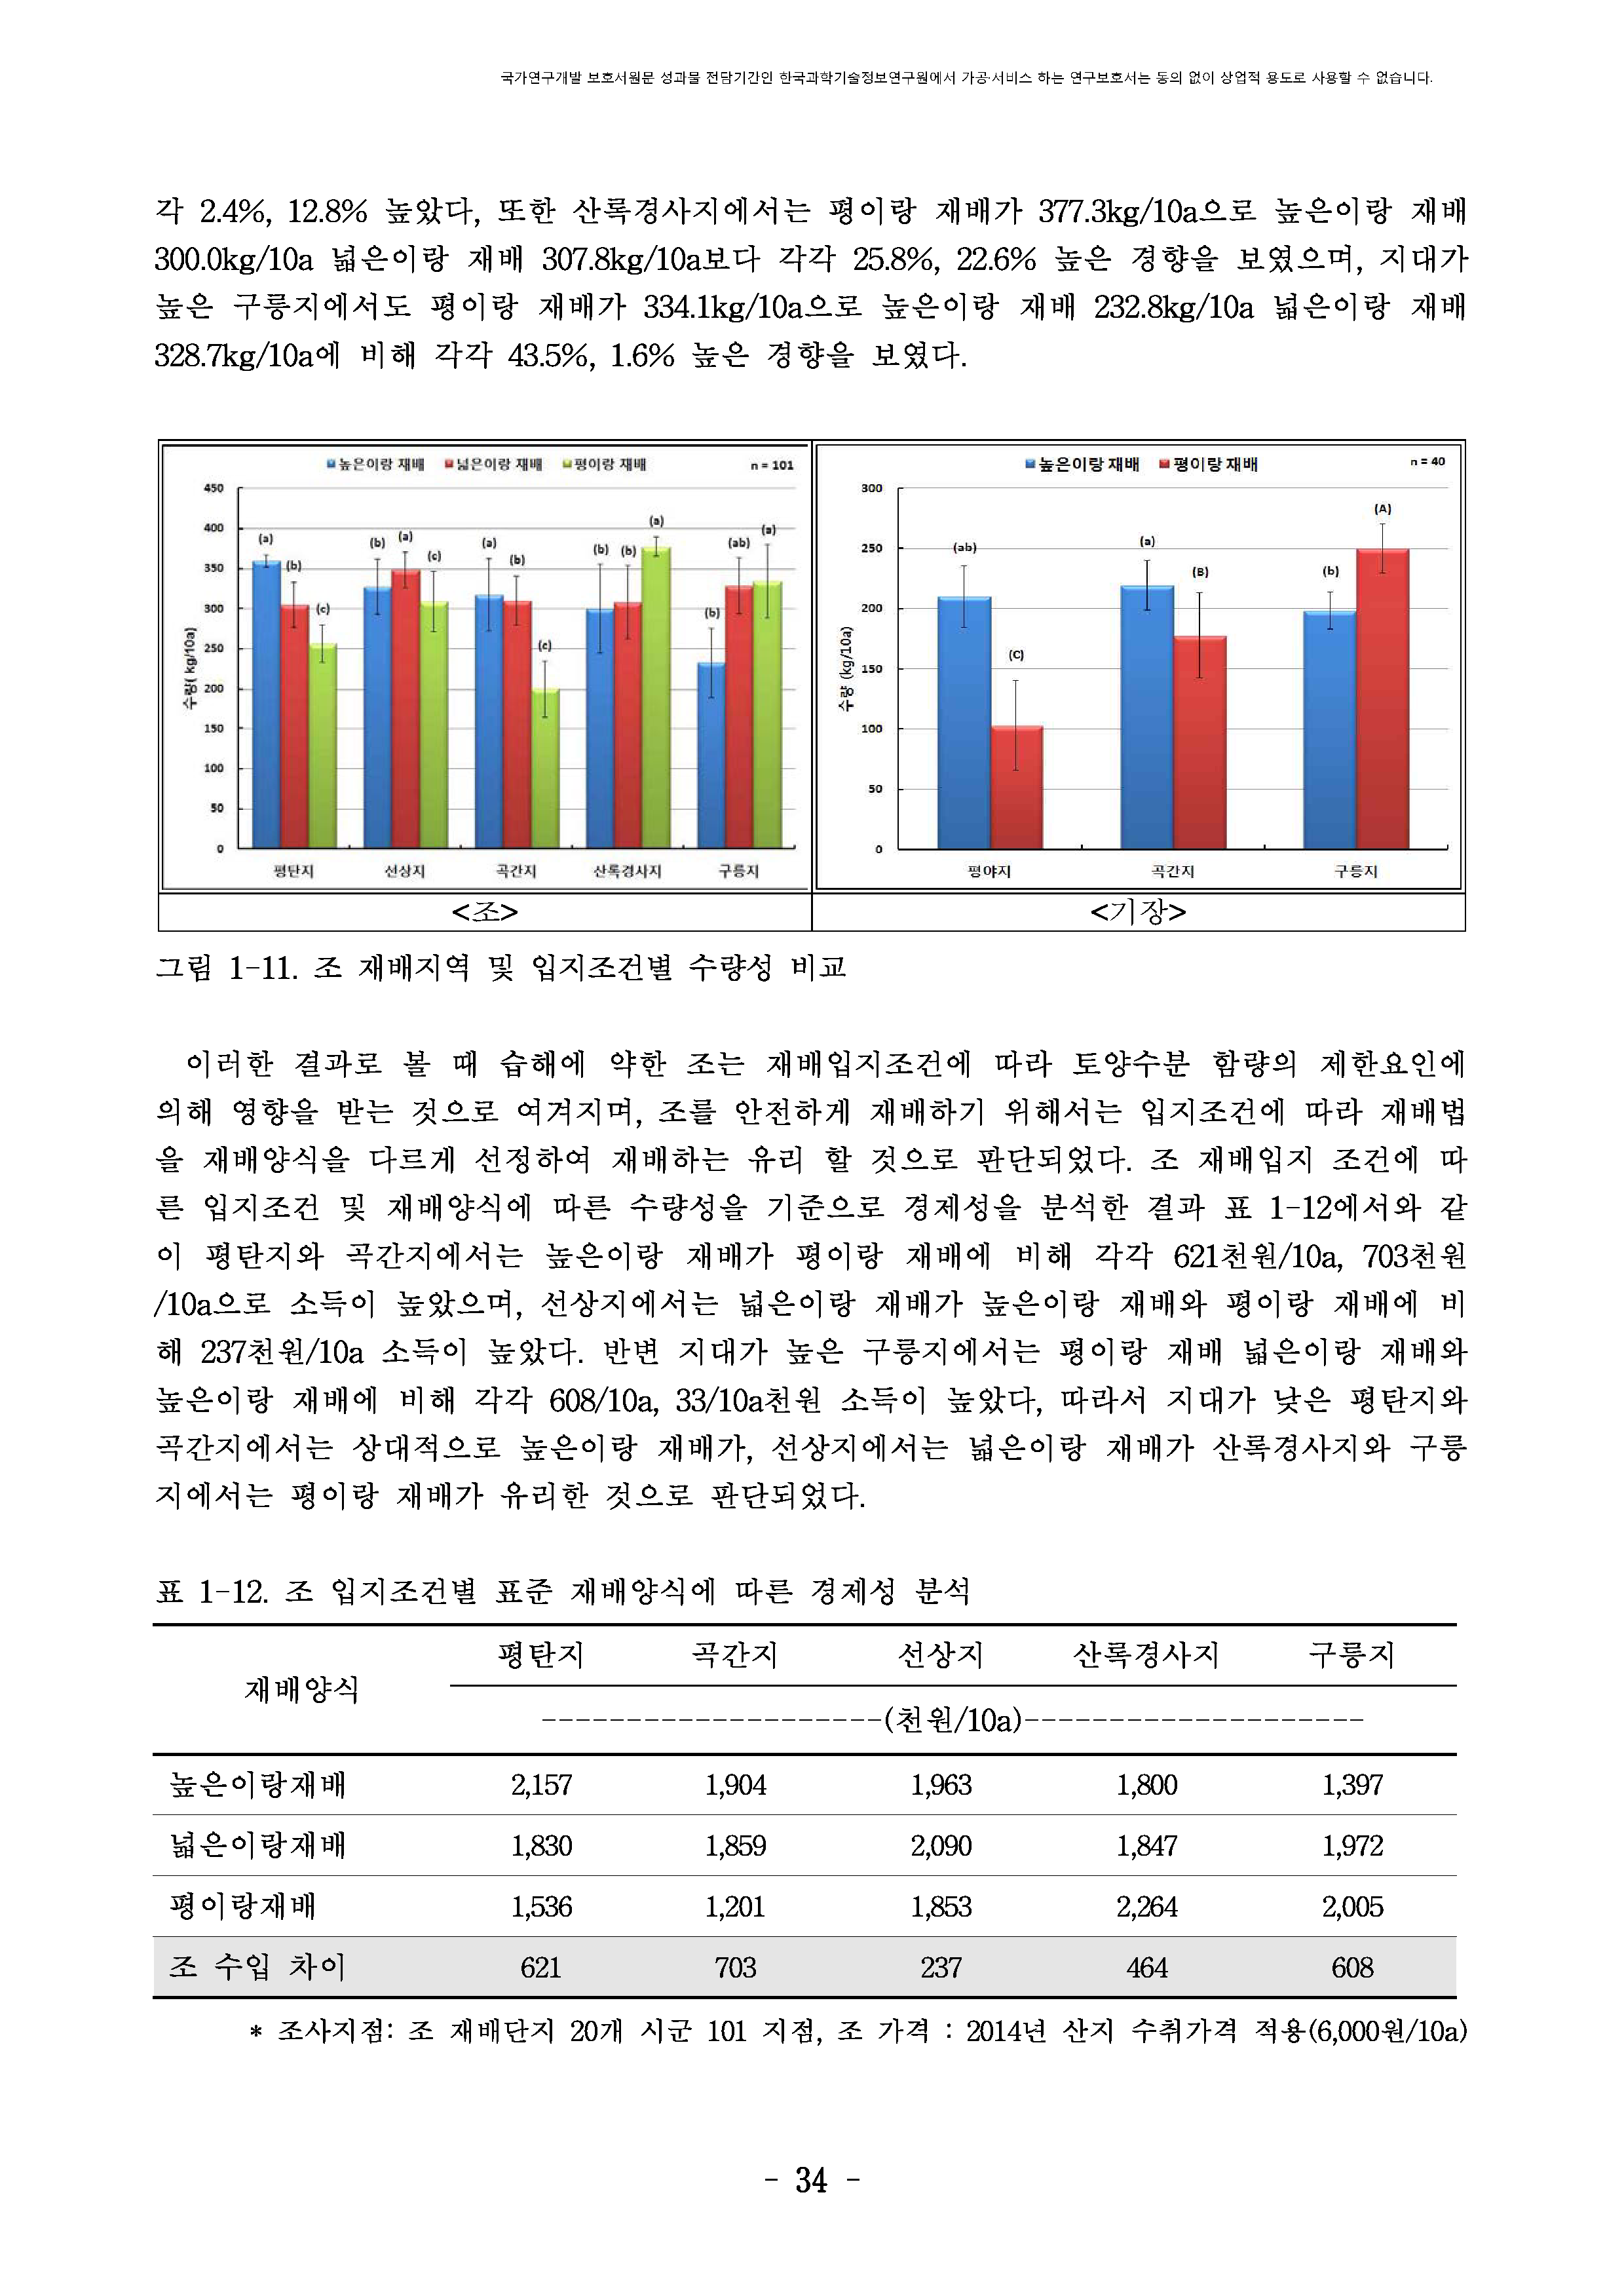 국가연구개발 보호서원문 성과물 전담기간인 한국과학기술정보연구원에서 가공·서비스 하는 연구보호서는 동의 없이 상업적 용도로 사용할 수 없습니다.
각 2.4%, 12.8% 높았다, 또한 산록경사지에서는 평이랑 재배가 377.3kg/10a으로 높은이랑 재배
300.0kg/10a 넓은이랑 재배 307.8kg/10a보다 각각 25.8%, 22.6% 높은 경향을 보였으며, 지대가
높은 구릉지에서도 평이랑 재배가 334.1kg/10a으로 높은이랑 재배 232.8kg/10a 넓은이랑 재배
328.7kg/10a에 비해 각각 43.5%, 1.6% 높은 경향을 보였다.
높은이랑 재배 넓은이랑 재배 평이랑 재배 n = 101
수량( kg/10a)
450
400
350
300
250
200
150
100
50
0
(a) (b) (c) (b) (a) (c) (a) (b) (c) (b) (b) (a) (b) (ab) (a)
평탄지 선상지 곡간지 산록경사지 구릉지
높은이랑 재배 평이랑 재배 n = 40
수량 (kg/10a)
300
250
200
150
100
50
0
(ab) (C) (a) (B) (b) (A)
평야지 곡간지 구릉지
<조> <기장>
그림 1-11. 조 재배지역 및 입지조건별 수량성 비교
이러한 결과로 볼 때 습해에 약한 조는 재배입지조건에 따라 토양수분 함량의 제한요인에
의해 영향을 받는 것으로 여겨지며, 조를 안전하게 재배하기 위해서는 입지조건에 따라 재배법
을 재배양식을 다르게 선정하여 재배하는 유리 할 것으로 판단되었다. 조 재배입지 조건에 따
른 입지조건 및 재배양식에 따른 수량성을 기준으로 경제성을 분석한 결과 표 1-12에서와 같
이 평탄지와 곡간지에서는 높은이랑 재배가 평이랑 재배에 비해 각각 621천원/10a, 703천원
/10a으로 소득이 높았으며, 선상지에서는 넓은이랑 재배가 높은이랑 재배와 평이랑 재배에 비
해 237천원/10a 소득이 높았다. 반변 지대가 높은 구릉지에서는 평이랑 재배 넓은이랑 재배와
높은이랑 재배에 비해 각각 608/10a, 33/10a천원 소득이 높았다, 따라서 지대가 낮은 평탄지와
곡간지에서는 상대적으로 높은이랑 재배가, 선상지에서는 넓은이랑 재배가 산록경사지와 구릉
지에서는 평이랑 재배가 유리한 것으로 판단되었다.
표 1-12. 조 입지조건별 표준 재배양식에 따른 경제성 분석
재배양식 평탄지 곡간지 선상지 산록경사지 구릉지
--------------------(천원/10a)--------------------
높은이랑재배 2,157 1,904 1,963 1,800 1,397
넓은이랑재배 1,830 1,859 2,090 1,847 1,972
평이랑재배 1,536 1,201 1,853 2,264 2,005
조 수입 차이 621 703 237 464 608
* 조사지점: 조 재배단지 20개 시군 101 지점, 조 가격 : 2014년 산지 수취가격 적용(6,000원/10a)
- 34 -